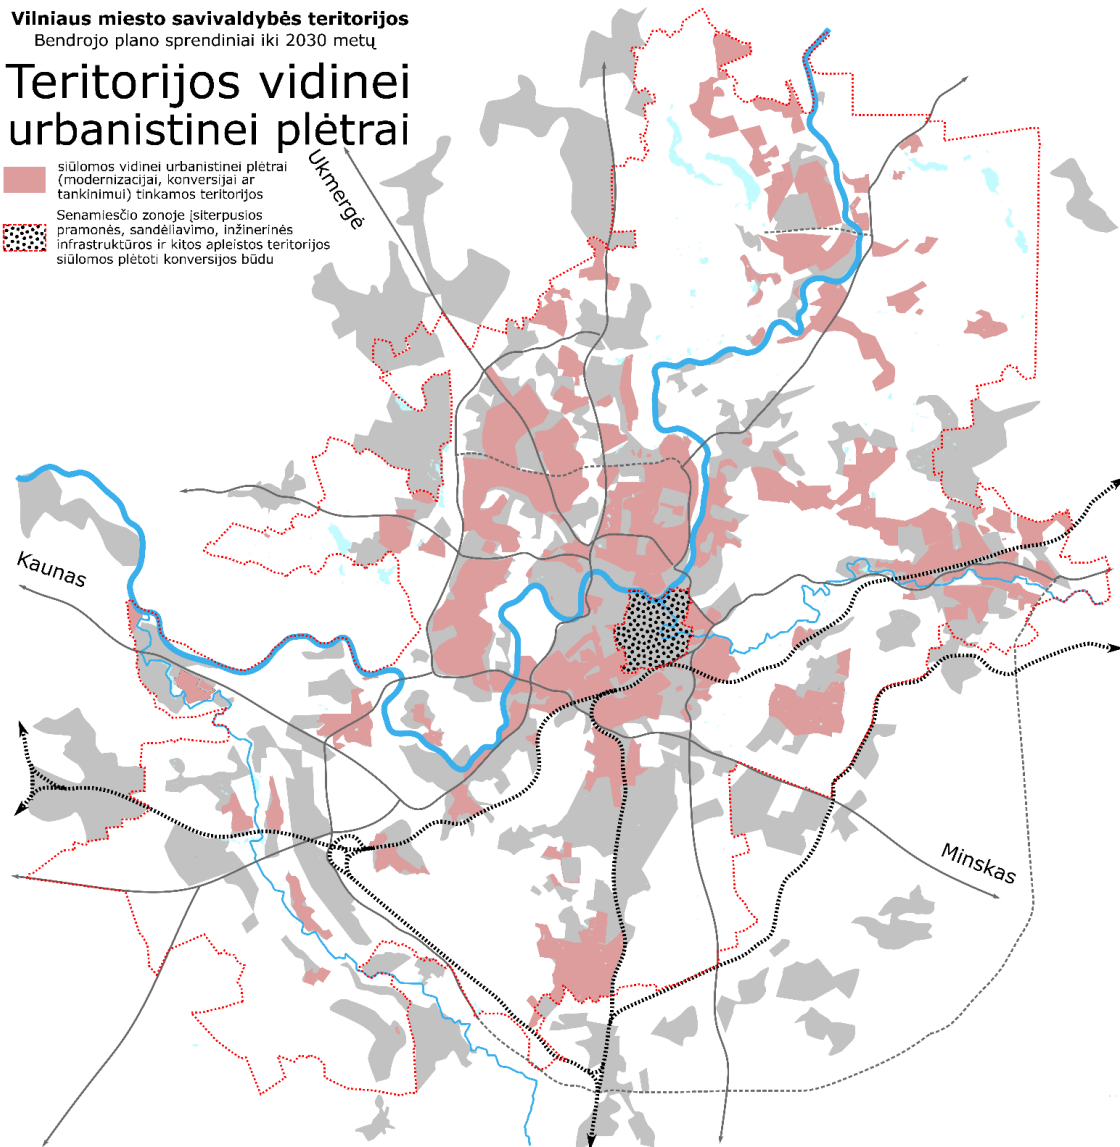 Vilniaus miesto savivaldybės teritorijos
Bendrojo plano sprendiniai iki 2030 metų
Teritorijos vidinei
urbanistinei plėtrai
siūlomos vidinei urbanistinei plėtrai
(modernizacijai, konversijai ar
tankinimui) tinkamos teritorijos
Senamiesčio zonoje įsiterpusios
pramonės, sandėliavimo, inžinerinės
infrastruktūros ir kitos apleistos teritorijos
siūlomos plėtoti konversijos būdu
Ukmergė
Kaunas
Minskas